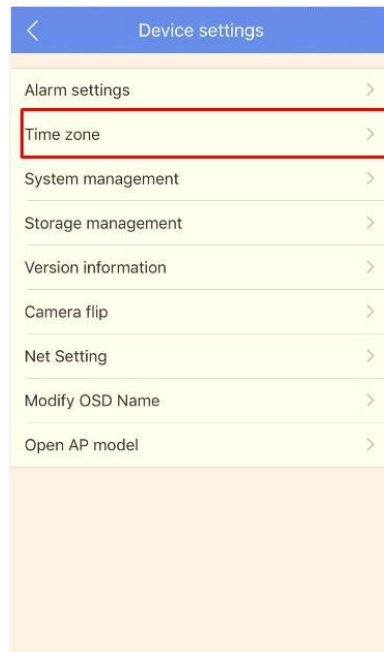 Device settings
Alarm settings
Time zone
System management
Storage management
Version information
Camera flip
Net Setting
Modify OSD Name
Open AP model